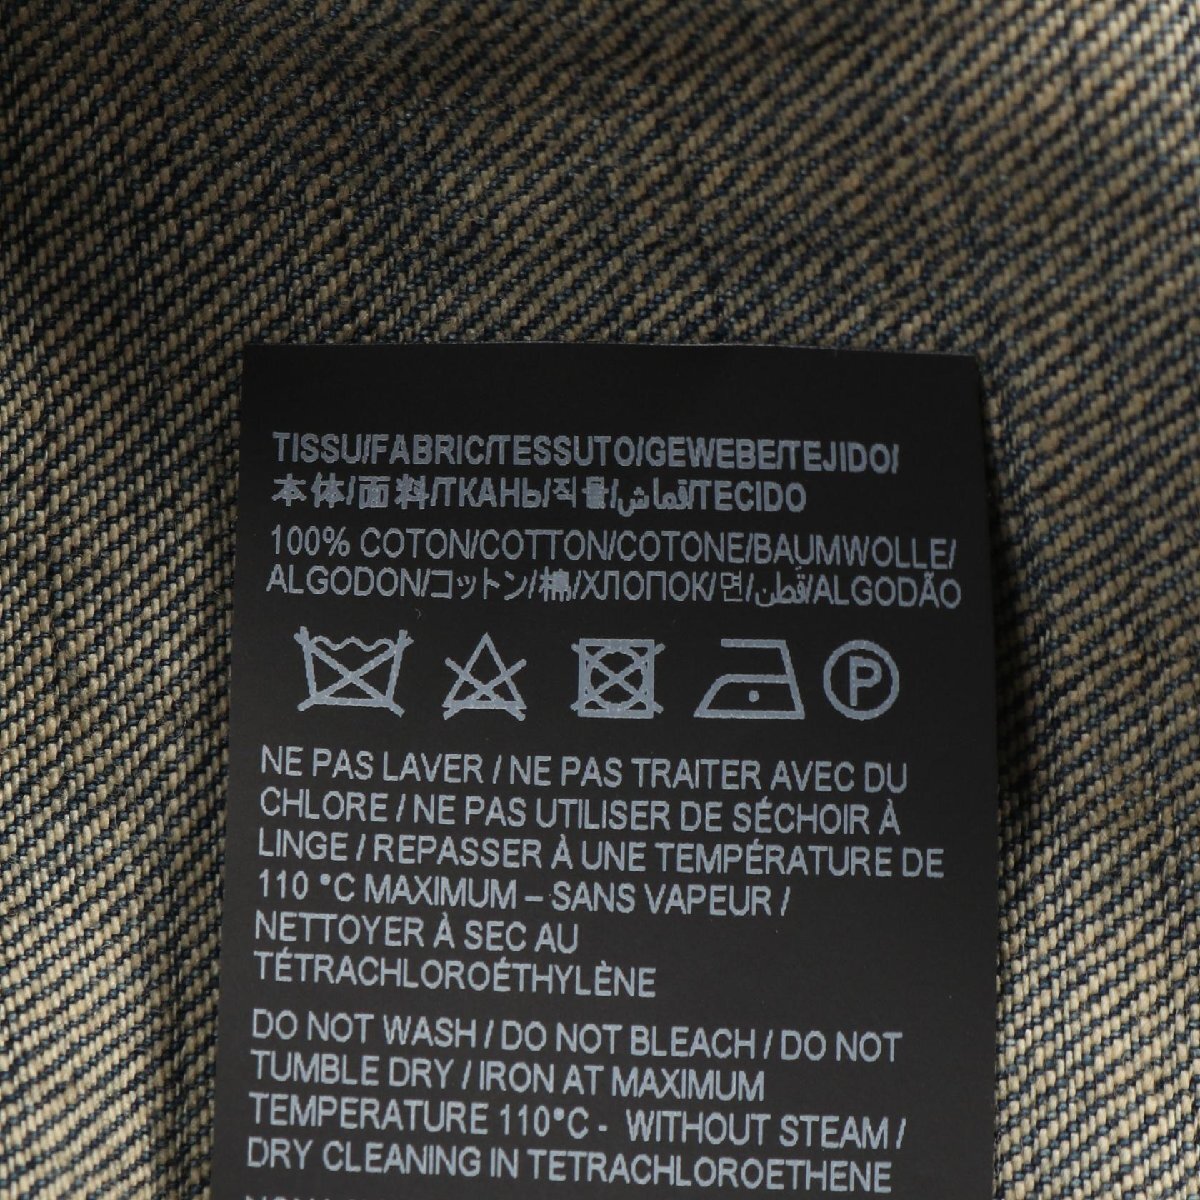 TISSU/FABRIC/TESSUTO/GEWEBE/TEJIDO/
本体/面料/ТКАНЬ/직물/قماش/TECIDO
100% COTON/COTTON/COTONE/BAUMWOLLE/
ALGODON/コットン/棉/ХЛОПОК/면/قطن/ALGODÃO
P
NE PAS LAVER / NE PAS TRAITER AVEC DU
CHLORE / NE PAS UTILISER DE SÉCHOIR À
LINGE / REPASSER À UNE TEMPÉRATURE DE
110 °C MAXIMUM – SANS VAPEUR /
NETTOYER À SEC AU
TÉTRACHLOROÉTHYLÈNE
DO NOT WASH / DO NOT BLEACH / DO NOT
TUMBLE DRY / IRON AT MAXIMUM
TEMPERATURE 110°C - WITHOUT STEAM /
DRY CLEANING IN TETRACHLOROETHENE